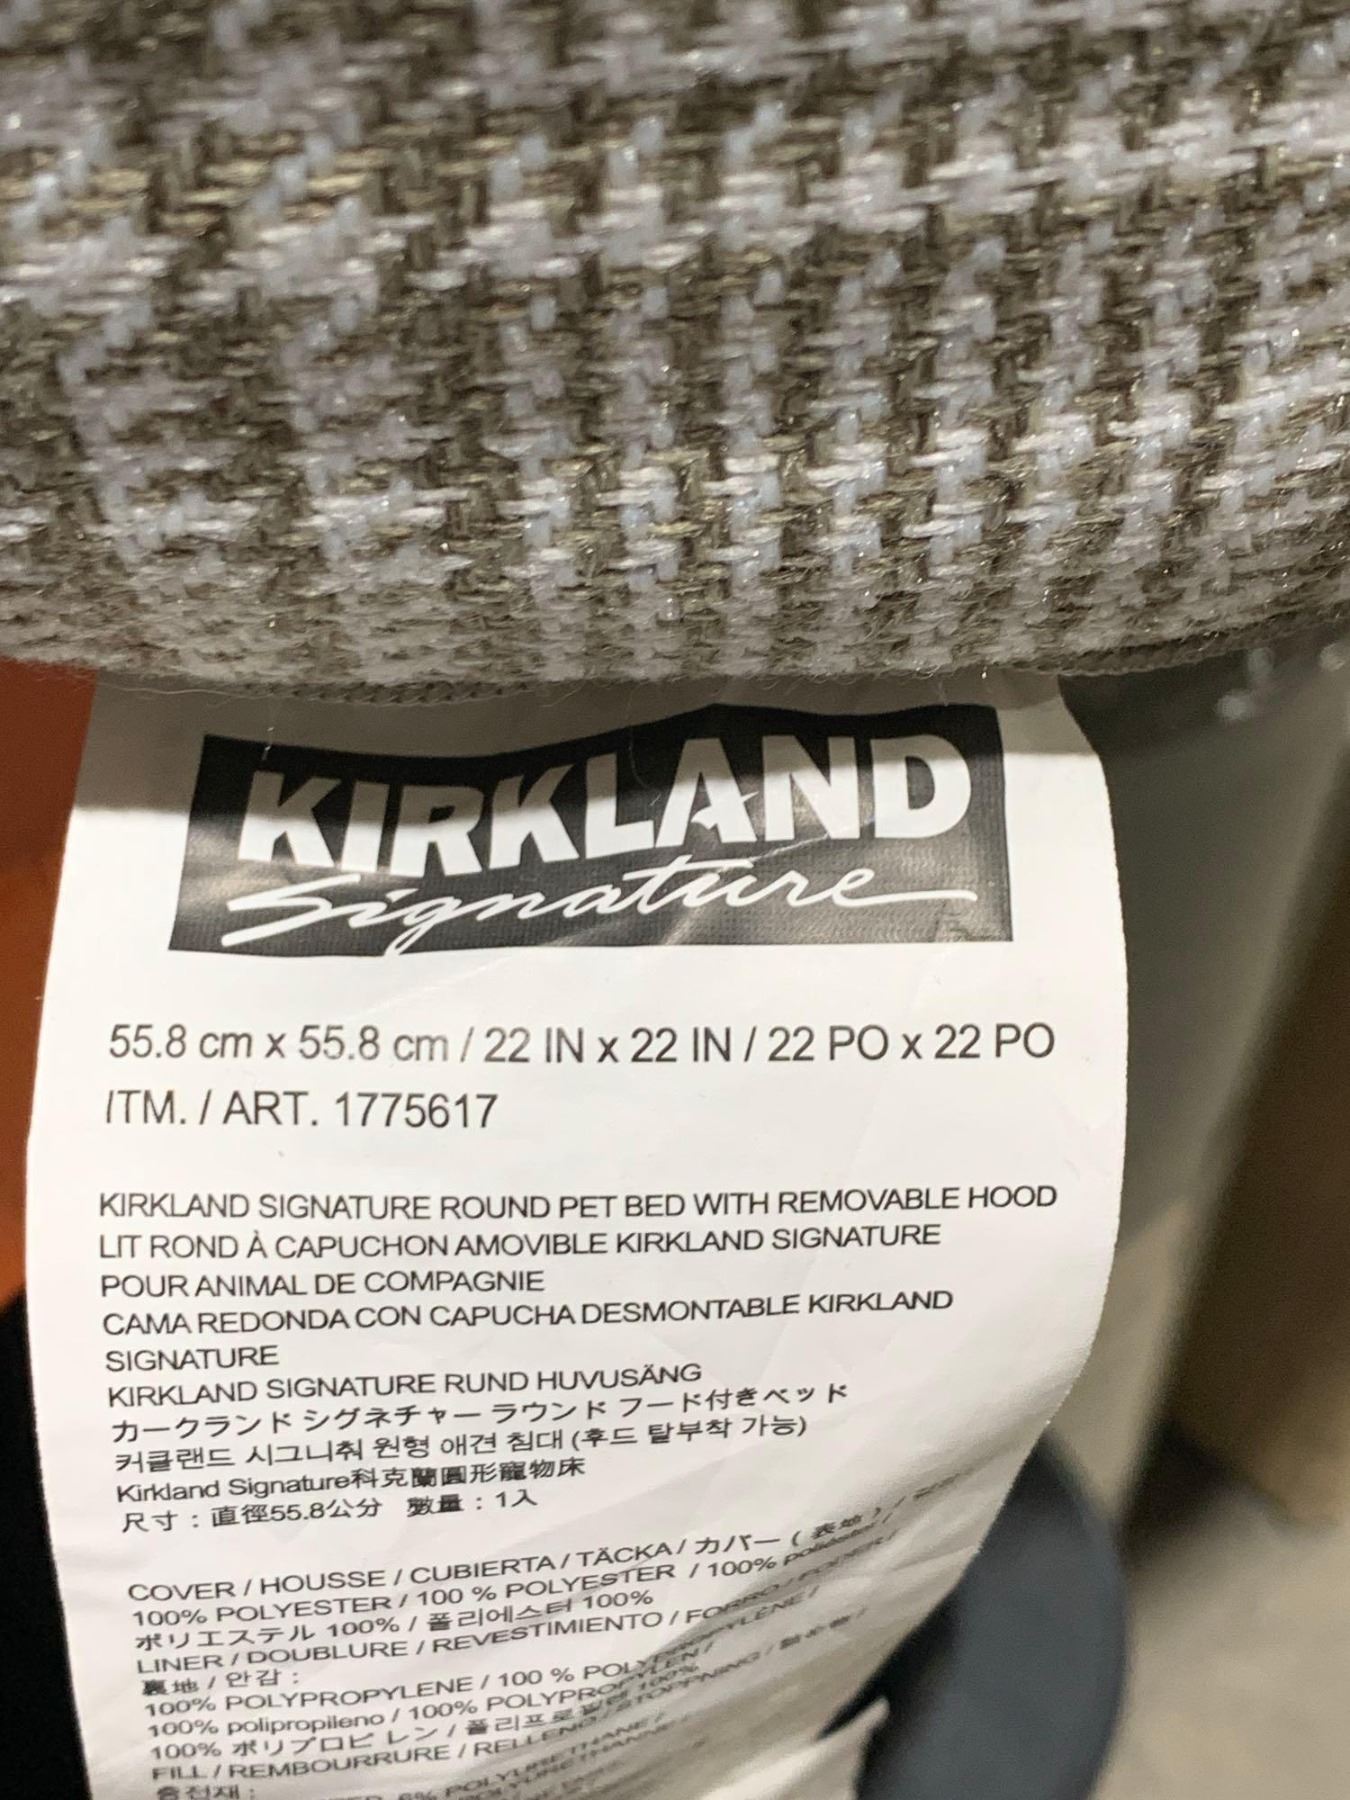 KIRKLAND
Signature
55.8 cm x 55.8 cm / 22 IN x 22 IN / 22 PO x 22 PO
ITM. / ART. 1775617
KIRKLAND SIGNATURE ROUND PET BED WITH REMOVABLE HOOD
LIT ROND À CAPUCHON AMOVIBLE KIRKLAND SIGNATURE
POUR ANIMAL DE COMPAGNIE
CAMA REDONDA CON CAPUCHA DESMONTABLE KIRKLAND
SIGNATURE
KIRKLAND SIGNATURE RUND HUVUSÄNG
カークランド シグネチャー ラウンド フード付きベッド
커클랜드 시그니춰 원형 애견 침대 (후드 탈부착 가능)
Kirkland Signature科克蘭圓形寵物床
尺寸：直徑55.8公分 數量：1入
COVER / HOUSSE / CUBIERTA / TÄCKA / カバー ( 表地 ) /
100% POLYESTER / 100 % POLYESTER / 100% poliéster /
ポリエステル 100% / 폴리에스터 100%
LINER / DOUBLURE / REVESTIMIENTO / FORRO / FODER /
裏地 / 안감 :
100% POLYPROPYLENE / 100 % POLYPROPYLÈNE /
100% polipropileno / 100% POLYPROPYLEN /
100% ポリプロピレン / 폴리프로필렌 100%
FILL / REMBOURRURE / RELLENO / STOPPNING /
충전재 :
6% POLYURETHANE /